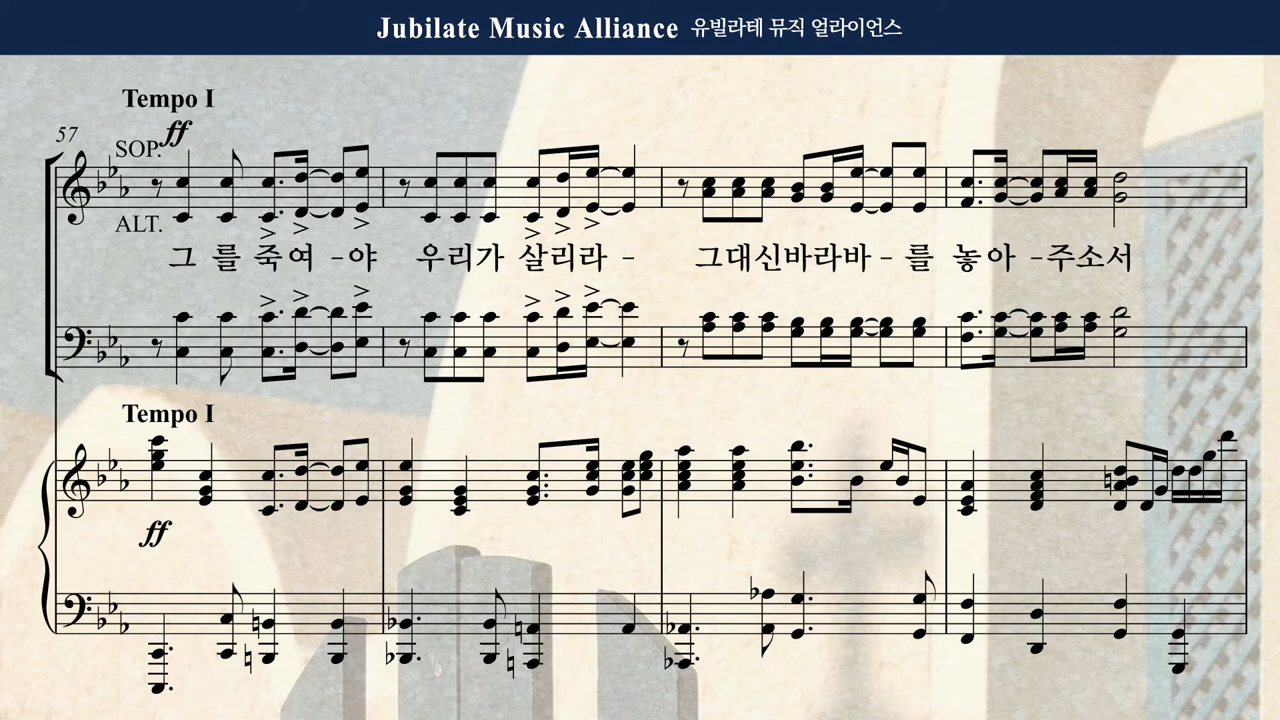 Jubilate Music Alliance 유빌라테 뮤직 얼라이언스
Tempo I
57
ff
SOP.
ALT.
그 를 죽 여 - 야 우리가 살리라 - 그대신바라바 - 를 놓 아 - 주소서
Tempo I
ff